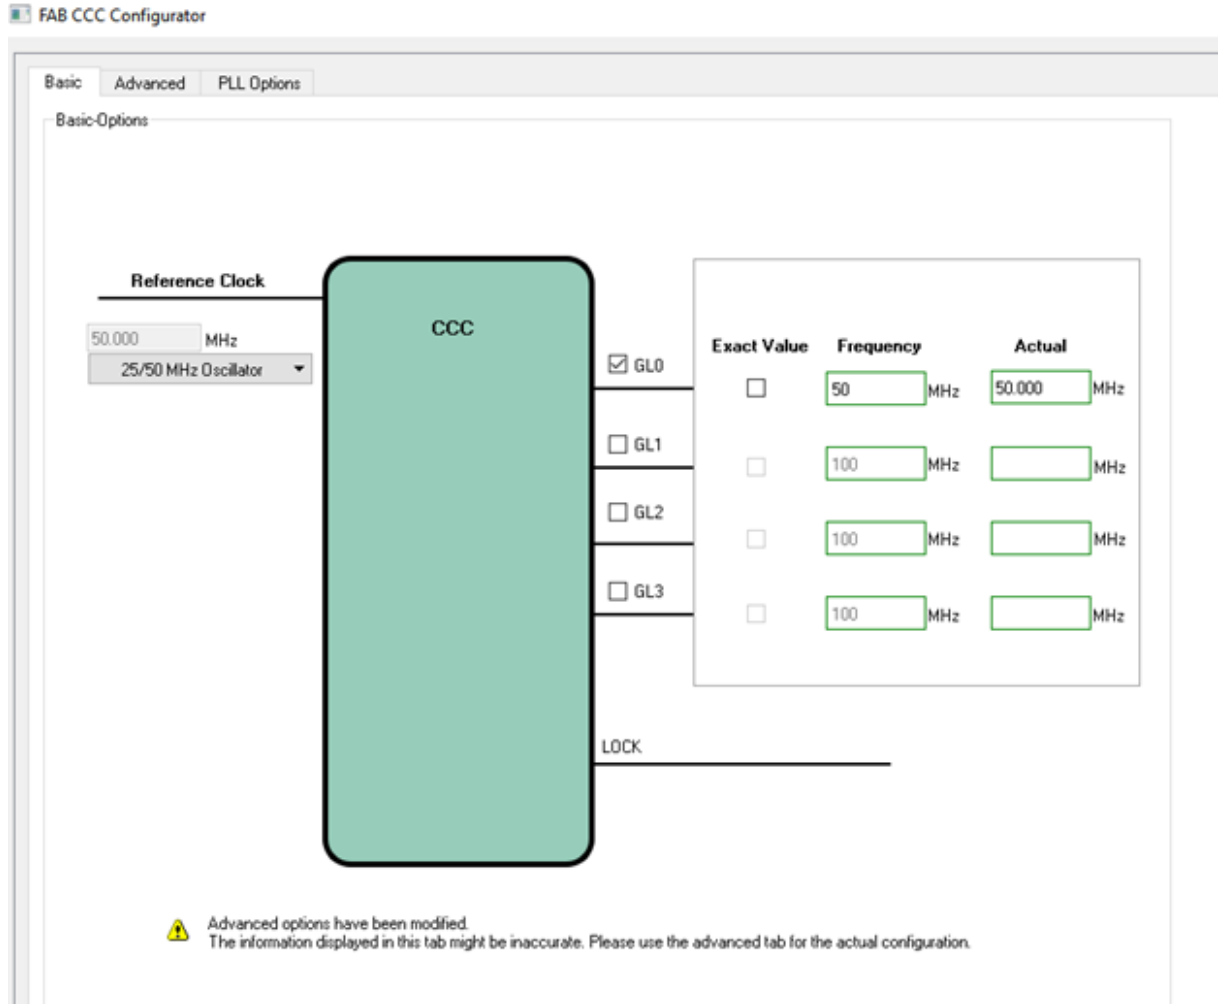 FAB CCC Configurator
Basic Advanced PLL Options
Basic-Options
Reference Clock
50.000 MHz
25/50 MHz Oscillator
CCC
Exact Value Frequency Actual
GL0 50 MHz 50.000 MHz
GL1 100 MHz MHz
GL2 100 MHz MHz
GL3 100 MHz MHz
LOCK
Advanced options have been modified.
The information displayed in this tab might be inaccurate. Please use the advanced tab for the actual configuration.